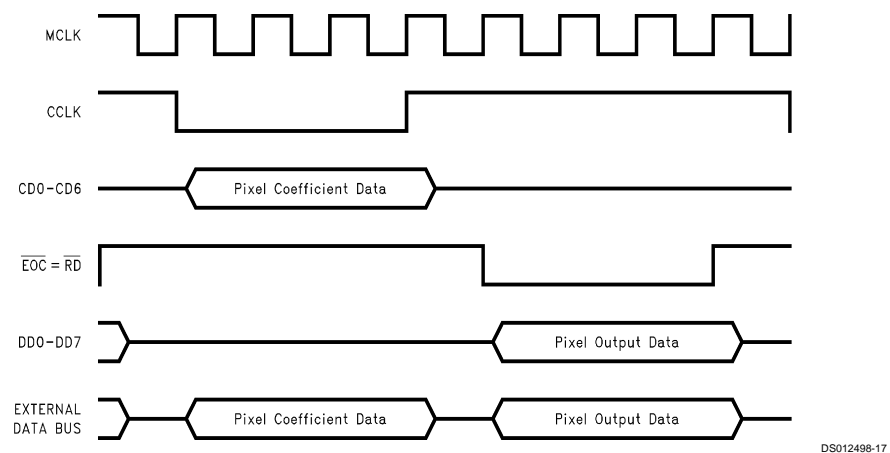 MCLK
CCLK
CD0-CD6
Pixel Coefficient Data
EOC = RD
DD0-DD7
Pixel Output Data
EXTERNAL
DATA BUS
Pixel Coefficient Data
Pixel Output Data
DS012498-17